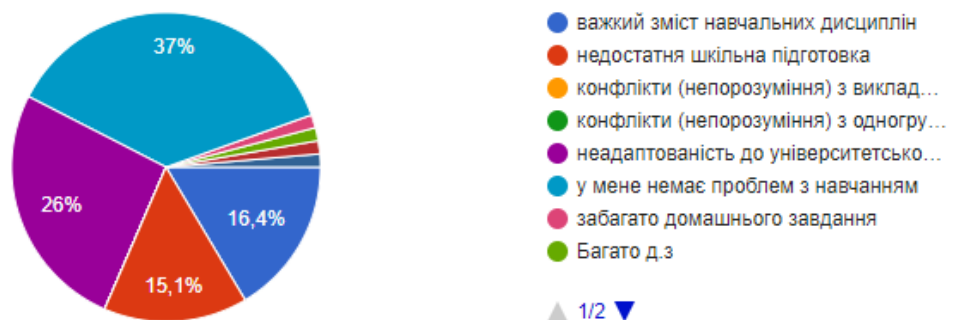 37%
26%
16,4%
15,1%
важкий зміст навчальних дисциплін
недостатня шкільна підготовка
конфлікти (непорозуміння) з виклад…
конфлікти (непорозуміння) з одногру…
неадаптованість до університетсько…
у мене немає проблем з навчанням
забагато домашнього завдання
Багато д.з
1/2